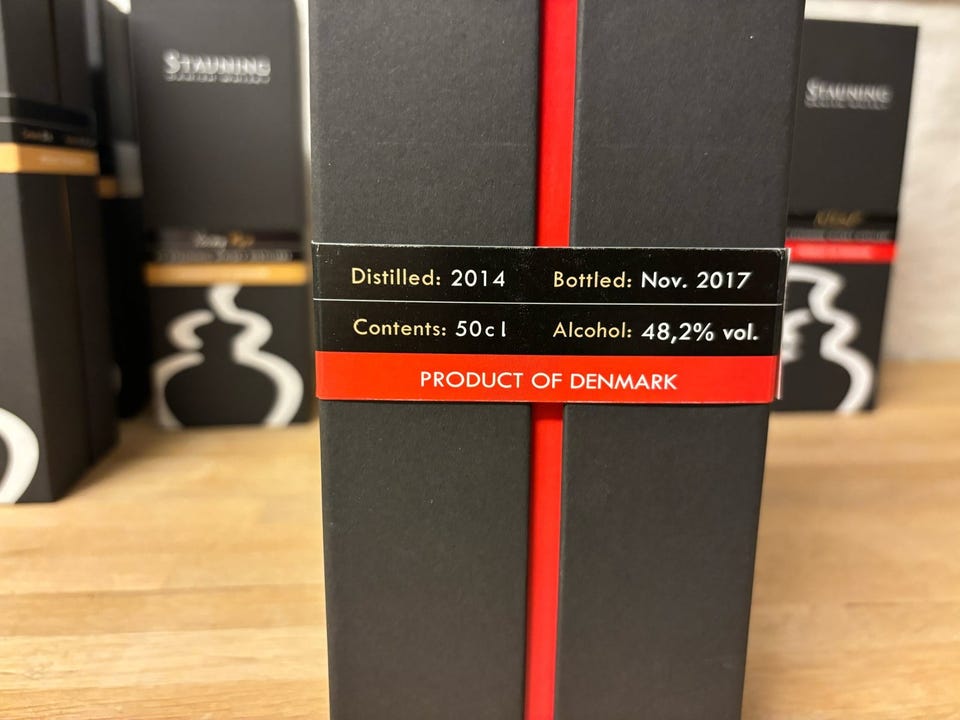 STAUNING
STAUNING
Distilled: 2014 Bottled: Nov. 2017
Contents: 50cl Alcohol: 48,2% vol.
PRODUCT OF DENMARK